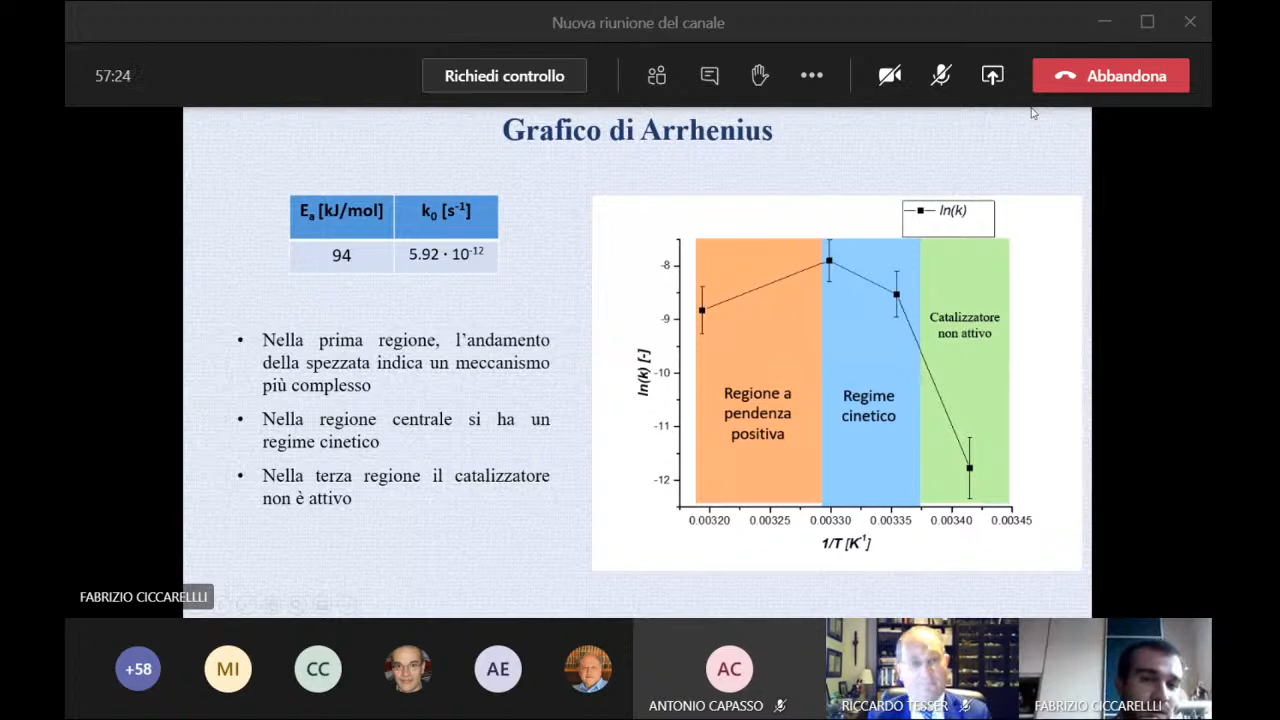 Nuova riunione del canale
57:24
Richiedi controllo
Abbandona
Grafico di Arrhenius
Ea [kJ/mol] k0 [s-1]
94 5.92 · 10-12
• Nella prima regione, l'andamento
della spezzata indica un meccanismo
più complesso
• Nella regione centrale si ha un
regime cinetico
• Nella terza regione il catalizzatore
non è attivo
ln(k)
ln(k) [-]
-8
-9
-10
-11
-12
Regione a
pendenza
positiva
Regime
cinetico
Catalizzatore
non attivo
0.00320 0.00325 0.00330 0.00335 0.00340 0.00345
1/T [K-1]
FABRIZIO CICCARELLLI
+58
MI
CC
AE
AC
ANTONIO CAPASSO
RICCARDO TESSER
FABRIZIO CICCARELLLI